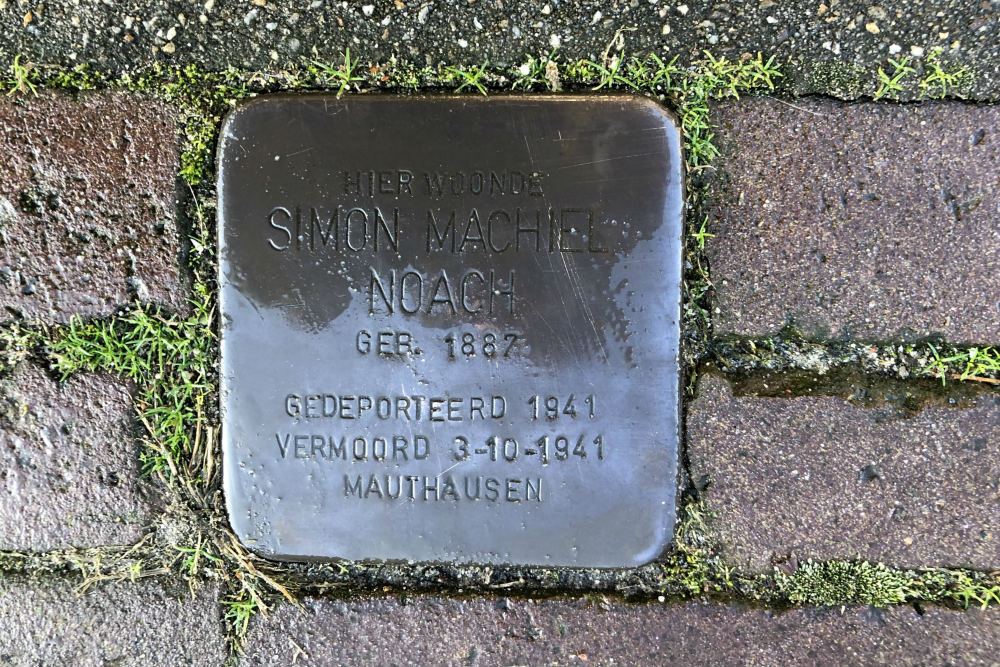 HIER WOONDE
SIMON MACHIEL
NOACH
GEB. 1887
GEDEPORTEERD 1941
VERMOORD 3-10-1941
MAUTHAUSEN